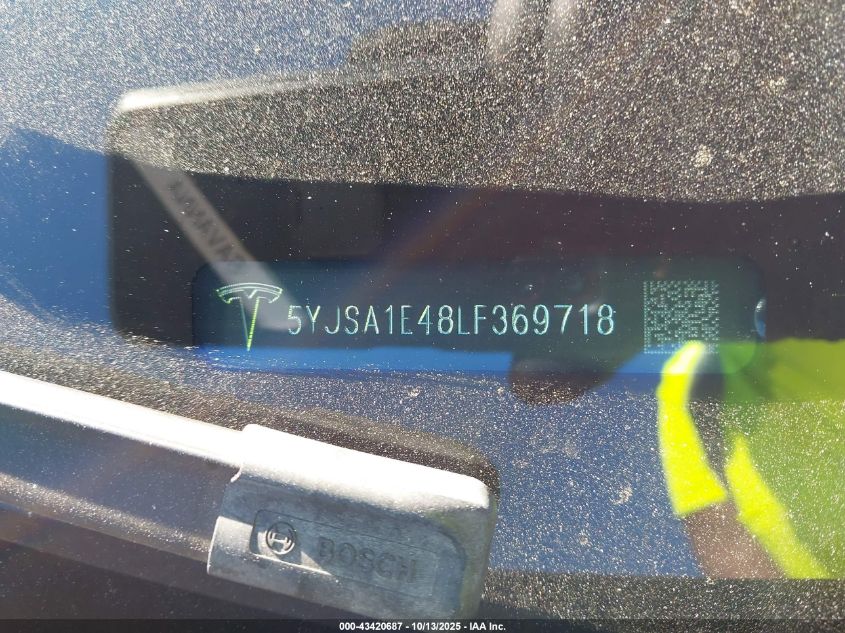 5YJSA1E48LF369718
BOSCH
000-43420687 - 10/13/2025 - IAA Inc.